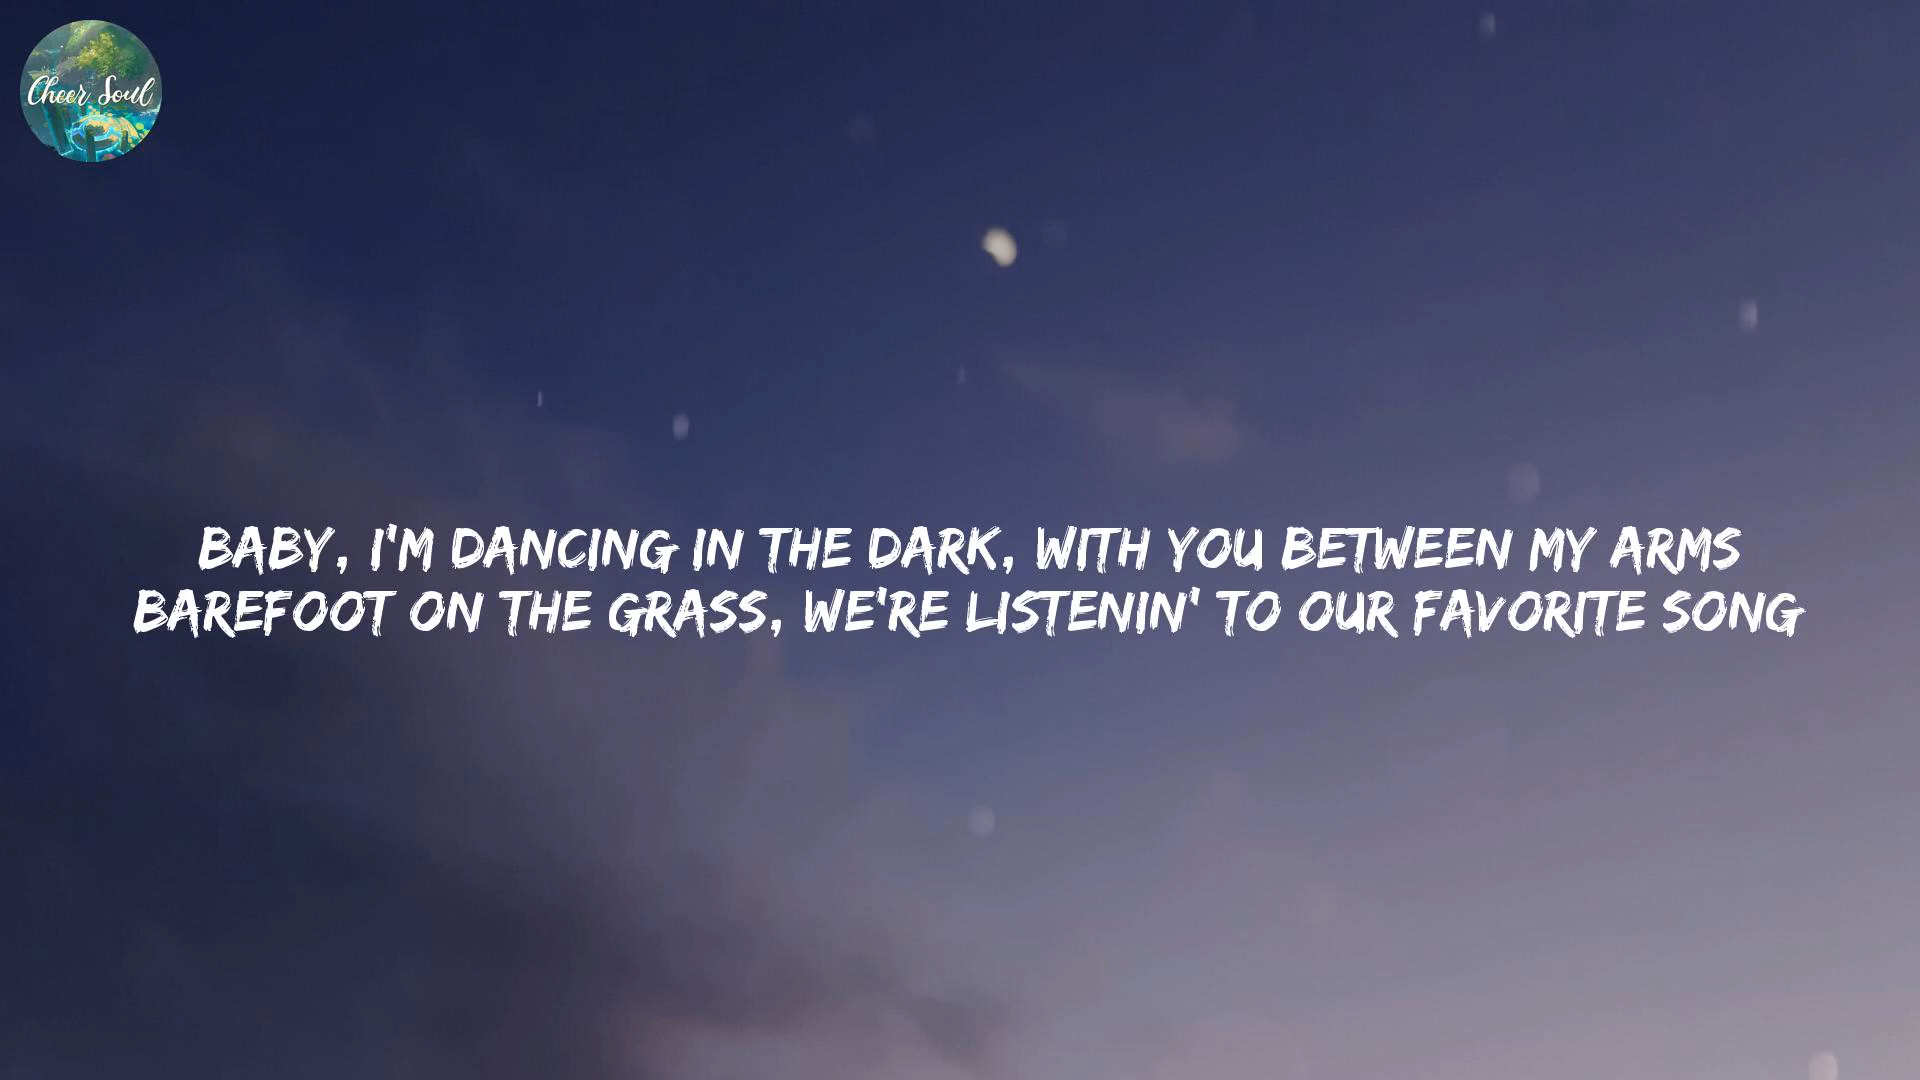 Cheer Soul
BABY, I'M DANCING IN THE DARK, WITH YOU BETWEEN MY ARMS
BAREFOOT ON THE GRASS, WE'RE LISTENIN' TO OUR FAVORITE SONG